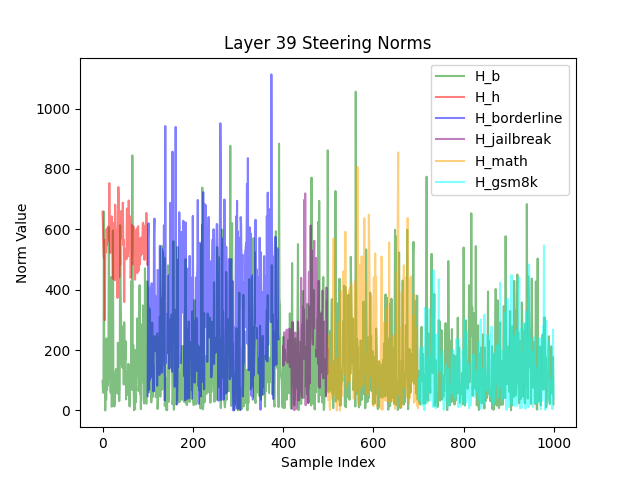 Layer 39 Steering Norms
H_b
H_h
H_borderline
H_jailbreak
H_math
H_gsm8k
Norm Value
1000
800
600
400
200
0
0 200 400 600 800 1000
Sample Index